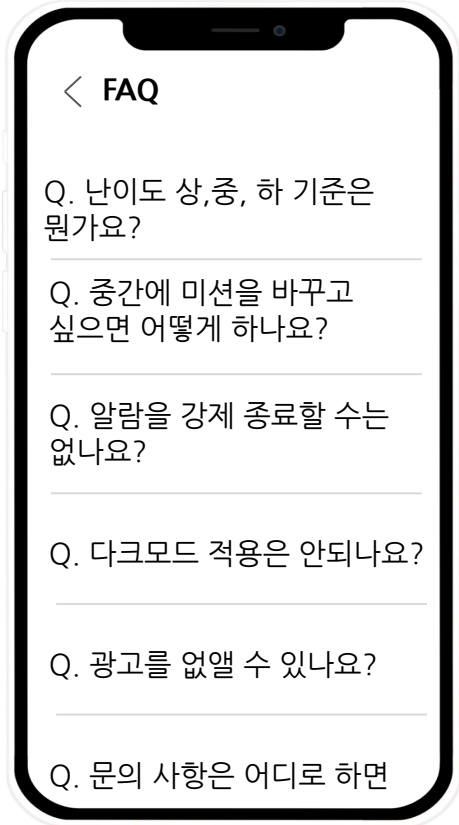 FAQ
Q. 난이도 상,중, 하 기준은
뭔가요?
Q. 중간에 미션을 바꾸고
싶으면 어떻게 하나요?
Q. 알람을 강제 종료할 수는
없나요?
Q. 다크모드 적용은 안되나요?
Q. 광고를 없앨 수 있나요?
Q. 문의 사항은 어디로 하면